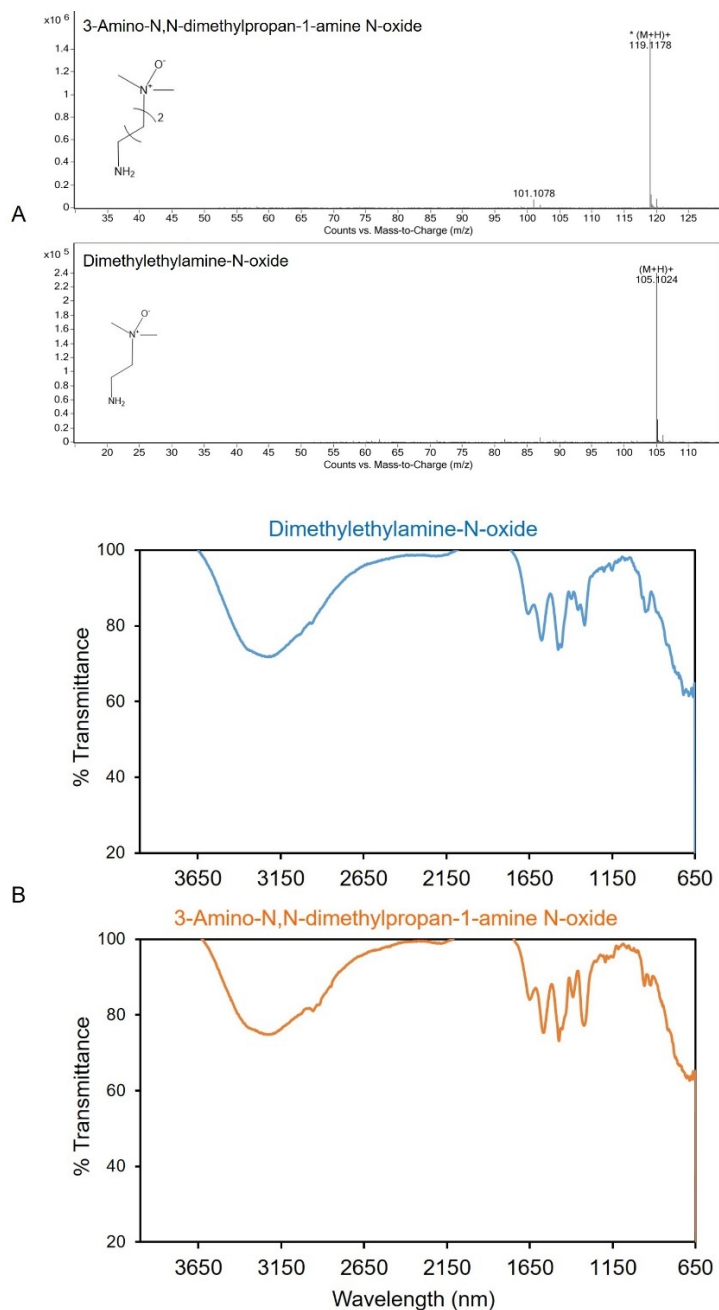 3-Amino-N,N-dimethylpropan-1-amine N-oxide
x10 6
* (M+H)+
119.1178
1.4
1.2
1
0.8
0.6
0.4
0.2
0
O-
N+
2
NH2
101.1078
35 40 45 50 55 60 65 70 75 80 85 90 95 100 105 110 115 120 125
Counts vs. Mass-to-Charge (m/z)
A
x10 5
Dimethylethylamine-N-oxide
(M+H)+
105.1024
2.4
2.2
2
1.8
1.6
1.4
1.2
1
0.8
0.6
0.4
0.2
0
O-
N+
NH2
20 25 30 35 40 45 50 55 60 65 70 75 80 85 90 95 100 105 110
Counts vs. Mass-to-Charge (m/z)
Dimethylethylamine-N-oxide
% Transmittance
100
80
60
40
20
3650 3150 2650 2150 1650 1150 650
B
3-Amino-N,N-dimethylpropan-1-amine N-oxide
% Transmittance
100
80
60
40
20
3650 3150 2650 2150 1650 1150 650
Wavelength (nm)